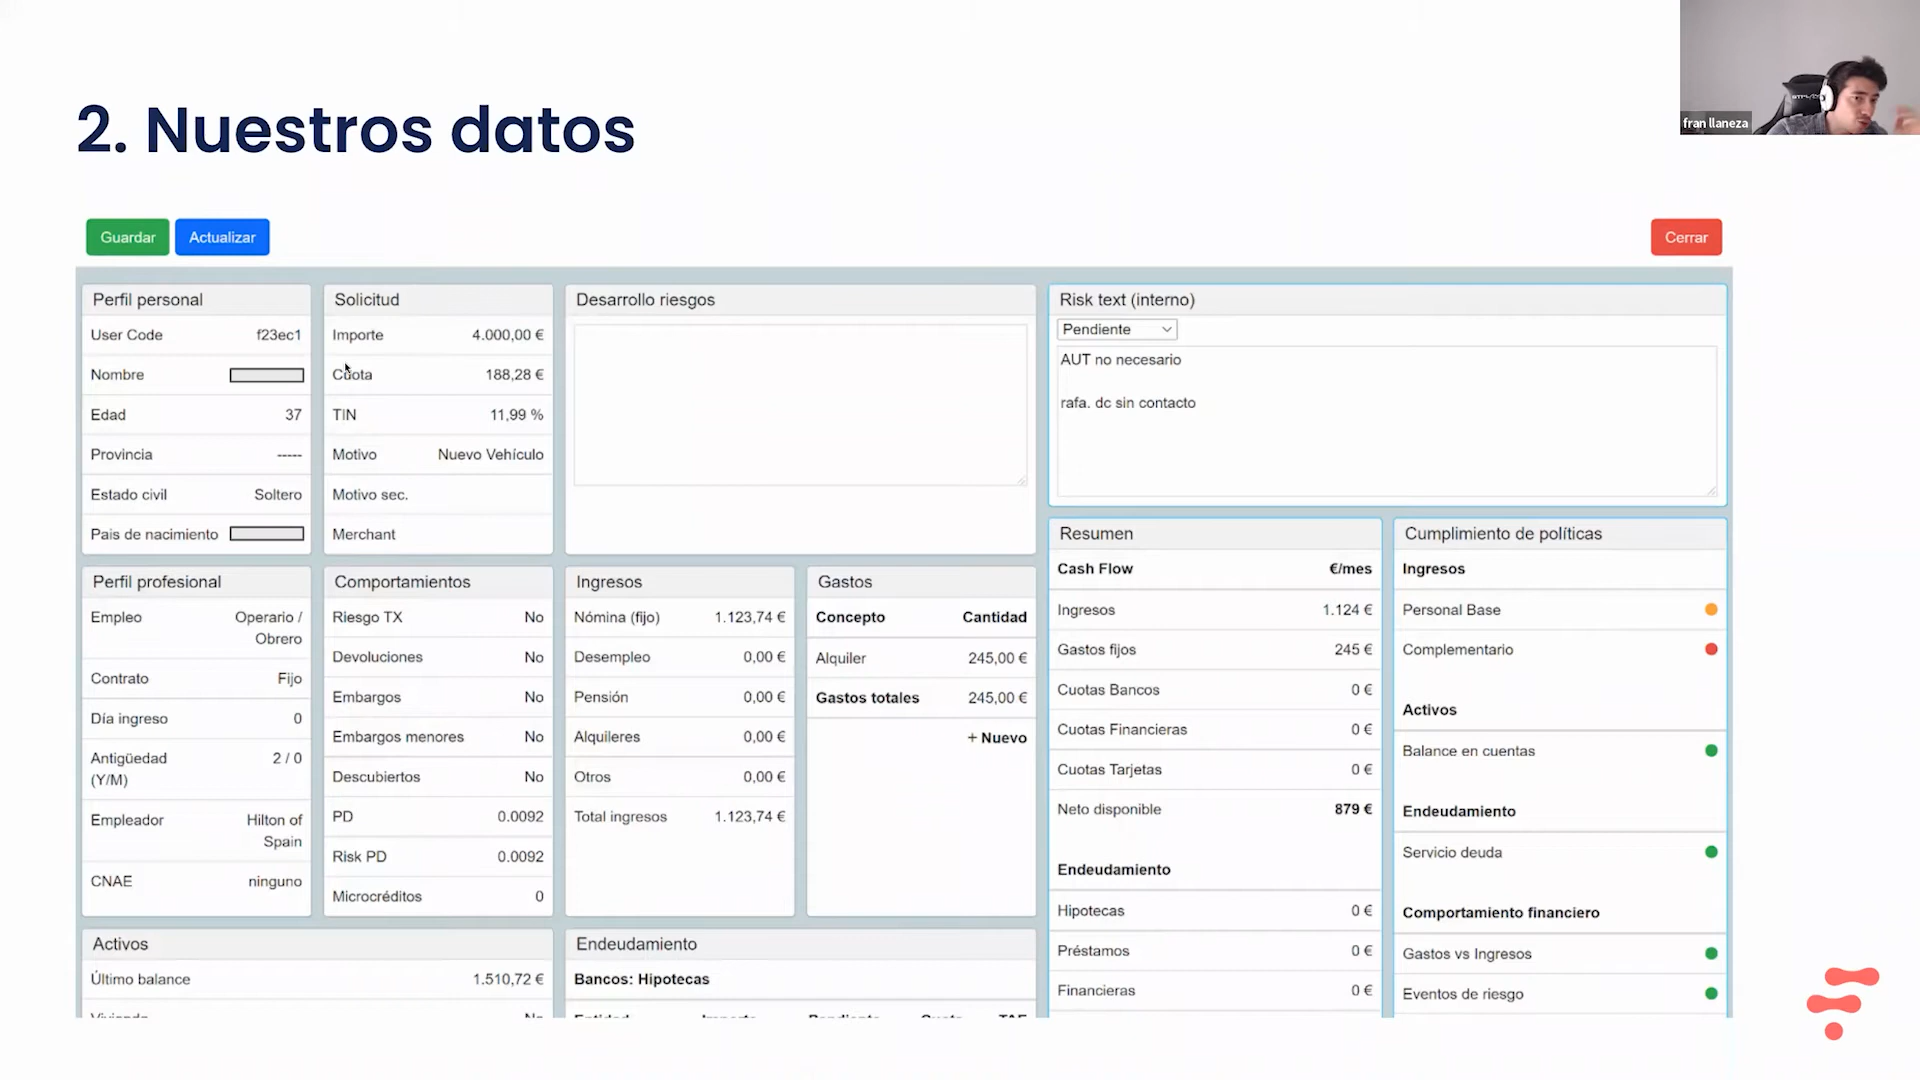 2. Nuestros datos
fran llaneza
Guardar
Actualizar
Cerrar
Perfil personal
User Code f23ec1
Nombre
Edad 37
Provincia -----
Estado civil Soltero
Pais de nacimiento
Solicitud
Importe 4.000,00 €
Cuota 188,28 €
TIN 11,99 %
Motivo Nuevo Vehículo
Motivo sec.
Merchant
Desarrollo riesgos
Risk text (interno)
Pendiente
AUT no necesario
rafa. dc sin contacto
Perfil profesional
Empleo Operario /
Obrero
Contrato Fijo
Día ingreso 0
Antigüedad 2 / 0
(Y/M)
Empleador Hilton of
Spain
CNAE ninguno
Comportamientos
Riesgo TX No
Devoluciones No
Embargos No
Embargos menores No
Descubiertos No
PD 0.0092
Risk PD 0.0092
Microcréditos 0
Ingresos
Nómina (fijo) 1.123,74 €
Desempleo 0,00 €
Pensión 0,00 €
Alquileres 0,00 €
Otros 0,00 €
Total ingresos 1.123,74 €
Gastos
Concepto Cantidad
Alquiler 245,00 €
Gastos totales 245,00 €
+ Nuevo
Resumen
Cash Flow €/mes
Ingresos 1.124 €
Gastos fijos 245 €
Cuotas Bancos 0 €
Cuotas Financieras 0 €
Cuotas Tarjetas 0 €
Neto disponible 879 €
Endeudamiento
Hipotecas 0 €
Préstamos 0 €
Financieras 0 €
Cumplimiento de políticas
Ingresos
Personal Base
Complementario
Activos
Balance en cuentas
Endeudamiento
Servicio deuda
Comportamiento financiero
Gastos vs Ingresos
Eventos de riesgo
Activos
Último balance 1.510,72 €
Vivienda No
Endeudamiento
Bancos: Hipotecas
Entidad Importe Pendiente Cuota TAE